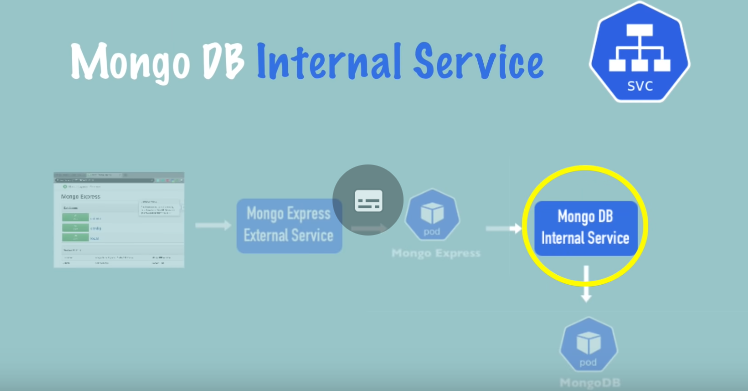 Mongo DB Internal Service
SVC
Mongo Express
Mongo Express
External Service
pod
Mongo Express
Mongo DB
Internal Service
pod
MongoDB